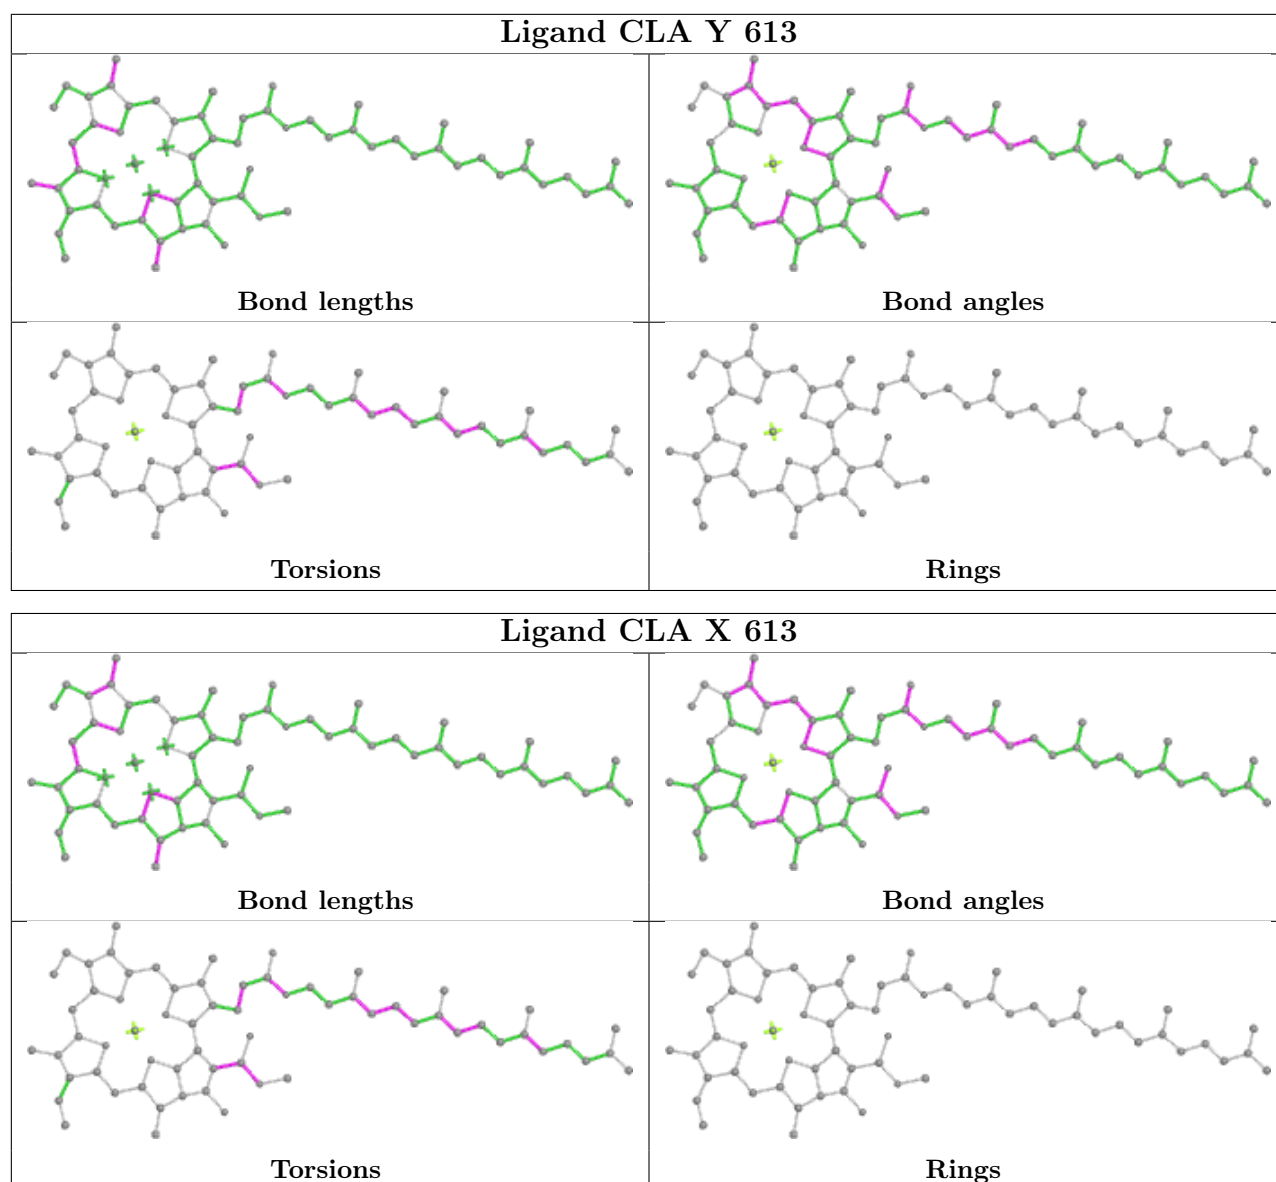 Ligand CLA Y 613
Bond lengths
Bond angles
Torsions
Rings
Ligand CLA X 613
Bond lengths
Bond angles
Torsions
Rings